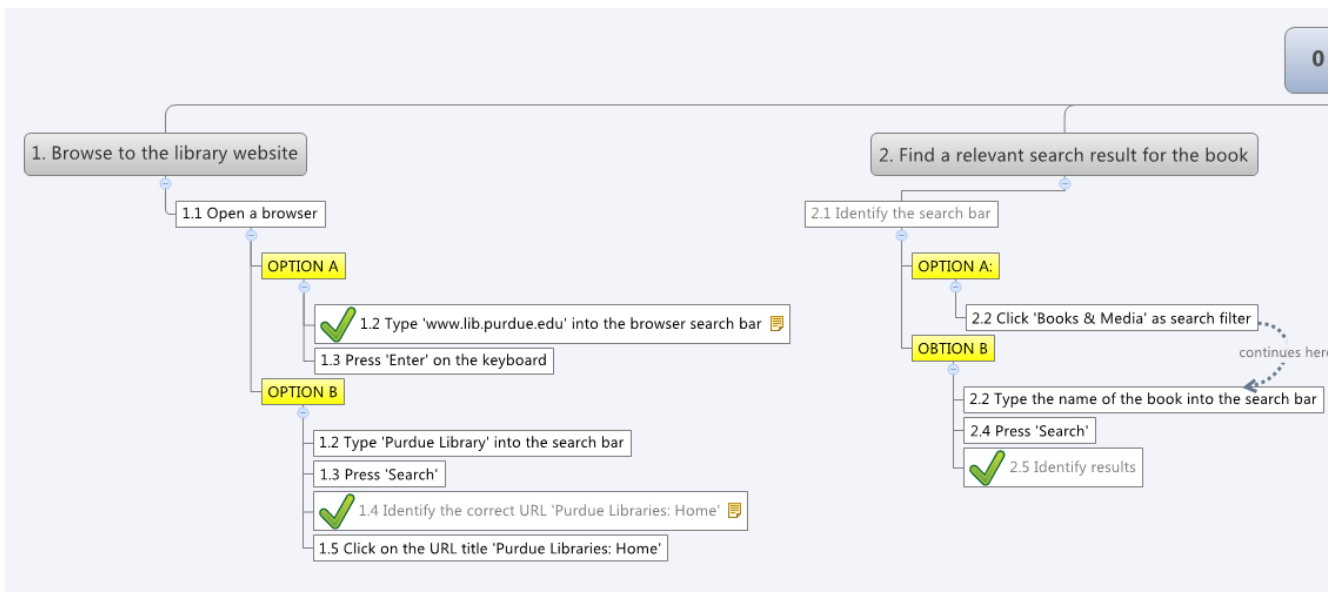 0
1. Browse to the library website
2. Find a relevant search result for the book
1.1 Open a browser
OPTION A
1.2 Type 'www.lib.purdue.edu' into the browser search bar
1.3 Press 'Enter' on the keyboard
OPTION B
1.2 Type 'Purdue Library' into the search bar
1.3 Press 'Search'
1.4 Identify the correct URL 'Purdue Libraries: Home'
1.5 Click on the URL title 'Purdue Libraries: Home'
2.1 Identify the search bar
OPTION A:
2.2 Click 'Books & Media' as search filter
continues here
OBTION B
2.2 Type the name of the book into the search bar
2.4 Press 'Search'
2.5 Identify results